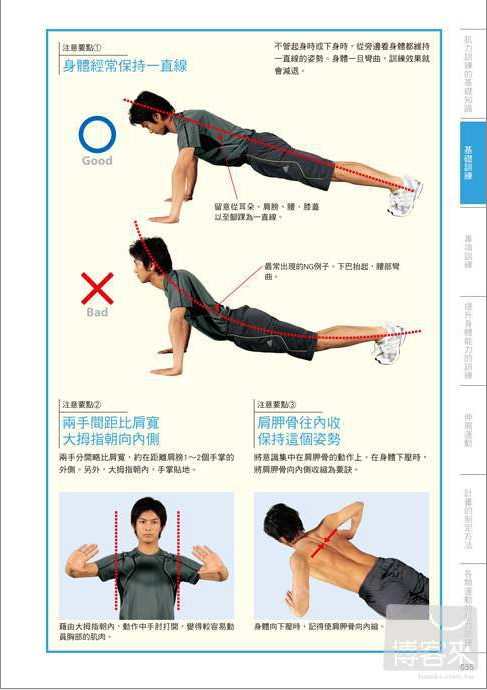 注意要點①
身體經常保持一直線
不管起身時或下身時，從旁邊看身體都維持
一直線的姿勢。身體一旦彎曲，訓練效果就
會減退。
Good
留意從耳朵、肩膀、腰、膝蓋
以至腳踝為一直線。
Bad
最常出現的NG例子。下巴抬起，腰部彎
曲。
注意要點②
兩手間距比肩寬
大拇指朝向內側
兩手分開略比肩寬，約在距離肩膀1～2個手掌的
外側。另外，大拇指朝內，手掌貼地。
藉由大拇指朝內，動作中手肘打開，變得較容易動
員胸部的肌肉。
注意要點③
肩胛骨往內收
保持這個姿勢
將意識集中在肩胛骨的動作上。在身體下壓時，
將肩胛骨向內側收縮為要訣。
身體向下壓時，記得使肩胛骨向內縮。
肌力訓練的基礎知識
基礎訓練
專項訓練
提升身體能力的訓練
伸展運動
計畫的制定方法
各類運動的
035
博客來
books.com.tw